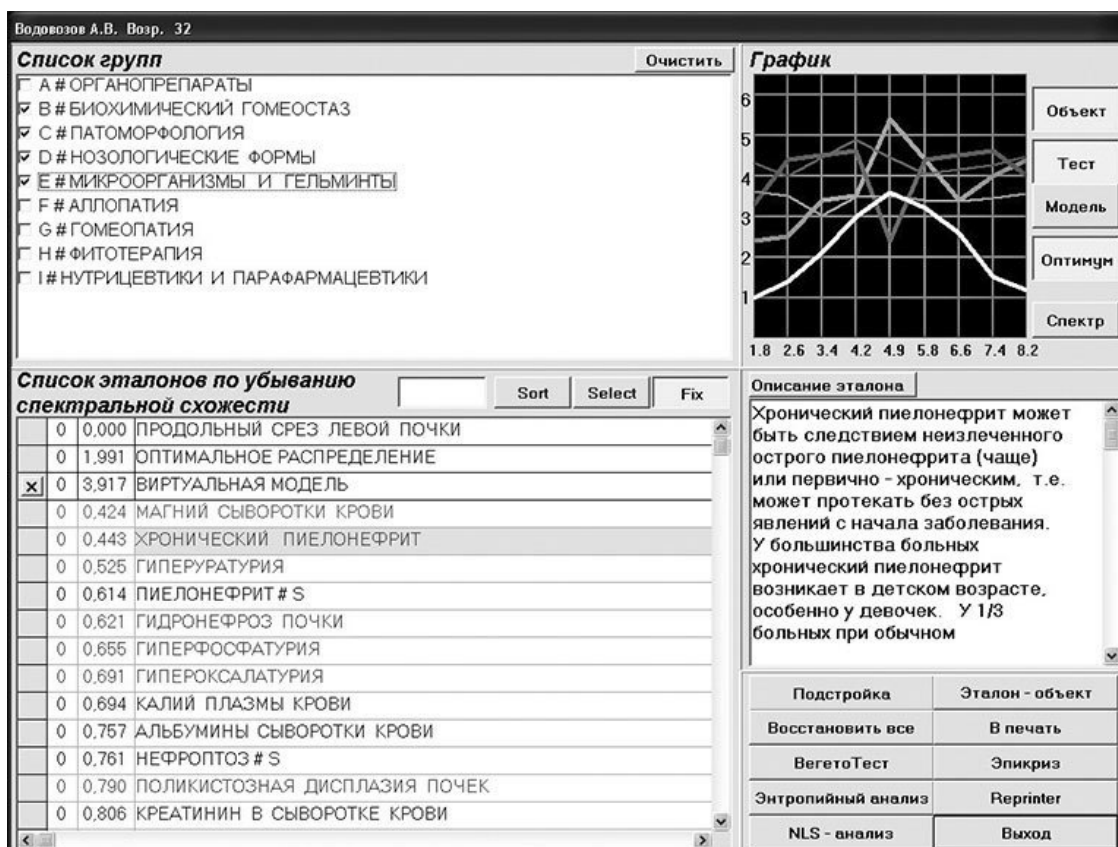 Водовозов А.В. Возр. 32
Список групп
Очистить
A # ОРГАНОПРЕПАРАТЫ
B # БИОХИМИЧЕСКИЙ ГОМЕОСТАЗ
C # ПАТОМОРФОЛОГИЯ
D # НОЗОЛОГИЧЕСКИЕ ФОРМЫ
E # МИКРООРГАНИЗМЫ И ГЕЛЬМИНТЫ
F # АЛЛОПАТИЯ
G # ГОМЕОПАТИЯ
H # ФИТОТЕРАПИЯ
I # НУТРИЦЕВТИКИ И ПАРАФАРМАЦЕВТИКИ
График
6
5
4
3
2
1
1.8 2.6 3.4 4.2 4.9 5.8 6.6 7.4 8.2
Объект
Тест
Модель
Оптимум
Спектр
Список эталонов по убыванию
спектральной схожести
Sort Select Fix
0 0,000 ПРОДОЛЬНЫЙ СРЕЗ ЛЕВОЙ ПОЧКИ
0 1,991 ОПТИМАЛЬНОЕ РАСПРЕДЕЛЕНИЕ
x 0 3,917 ВИРТУАЛЬНАЯ МОДЕЛЬ
0 0,424 МАГНИЙ СЫВОРОТКИ КРОВИ
0 0,443 ХРОНИЧЕСКИЙ ПИЕЛОНЕФРИТ
0 0,525 ГИПЕРУРАТУРИЯ
0 0,614 ПИЕЛОНЕФРИТ # S
0 0,621 ГИДРОНЕФРОЗ ПОЧКИ
0 0,655 ГИПЕРФОСФАТУРИЯ
0 0,691 ГИПЕРОКСАЛАТУРИЯ
0 0,694 КАЛИЙ ПЛАЗМЫ КРОВИ
0 0,757 АЛЬБУМИНЫ СЫВОРОТКИ КРОВИ
0 0,761 НЕФРОПТОЗ # S
0 0,790 ПОЛИКИСТОЗНАЯ ДИСПЛАЗИЯ ПОЧЕК
0 0,806 КРЕАТИНИН В СЫВОРОТКЕ КРОВИ
Описание эталона
Хронический пиелонефрит может
быть следствием неизлеченного
острого пиелонефрита (чаще)
или первично - хроническим, т.е.
может протекать без острых
явлений с начала заболевания.
У большинства больных
хронический пиелонефрит
возникает в детском возрасте,
особенно у девочек. У 1/3
больных при обычном
Подстройка Эталон - объект
Восстановить все В печать
ВегетоТест Эпикриз
Энтропийный анализ Reprinter
NLS - анализ Выход